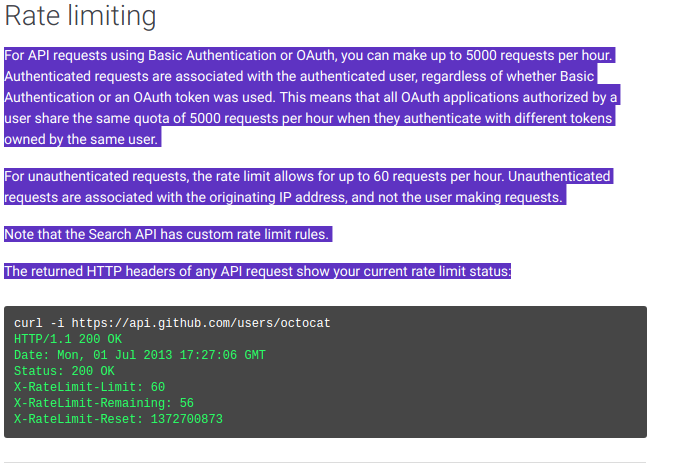 Rate limiting
For API requests using Basic Authentication or OAuth, you can make up to 5000 requests per hour.
Authenticated requests are associated with the authenticated user, regardless of whether Basic
Authentication or an OAuth token was used. This means that all OAuth applications authorized by a
user share the same quota of 5000 requests per hour when they authenticate with different tokens
owned by the same user.
For unauthenticated requests, the rate limit allows for up to 60 requests per hour. Unauthenticated
requests are associated with the originating IP address, and not the user making requests.
Note that the Search API has custom rate limit rules.
The returned HTTP headers of any API request show your current rate limit status:
curl -i https://api.github.com/users/octocat
HTTP/1.1 200 OK
Date: Mon, 01 Jul 2013 17:27:06 GMT
Status: 200 OK
X-RateLimit-Limit: 60
X-RateLimit-Remaining: 56
X-RateLimit-Reset: 1372700873